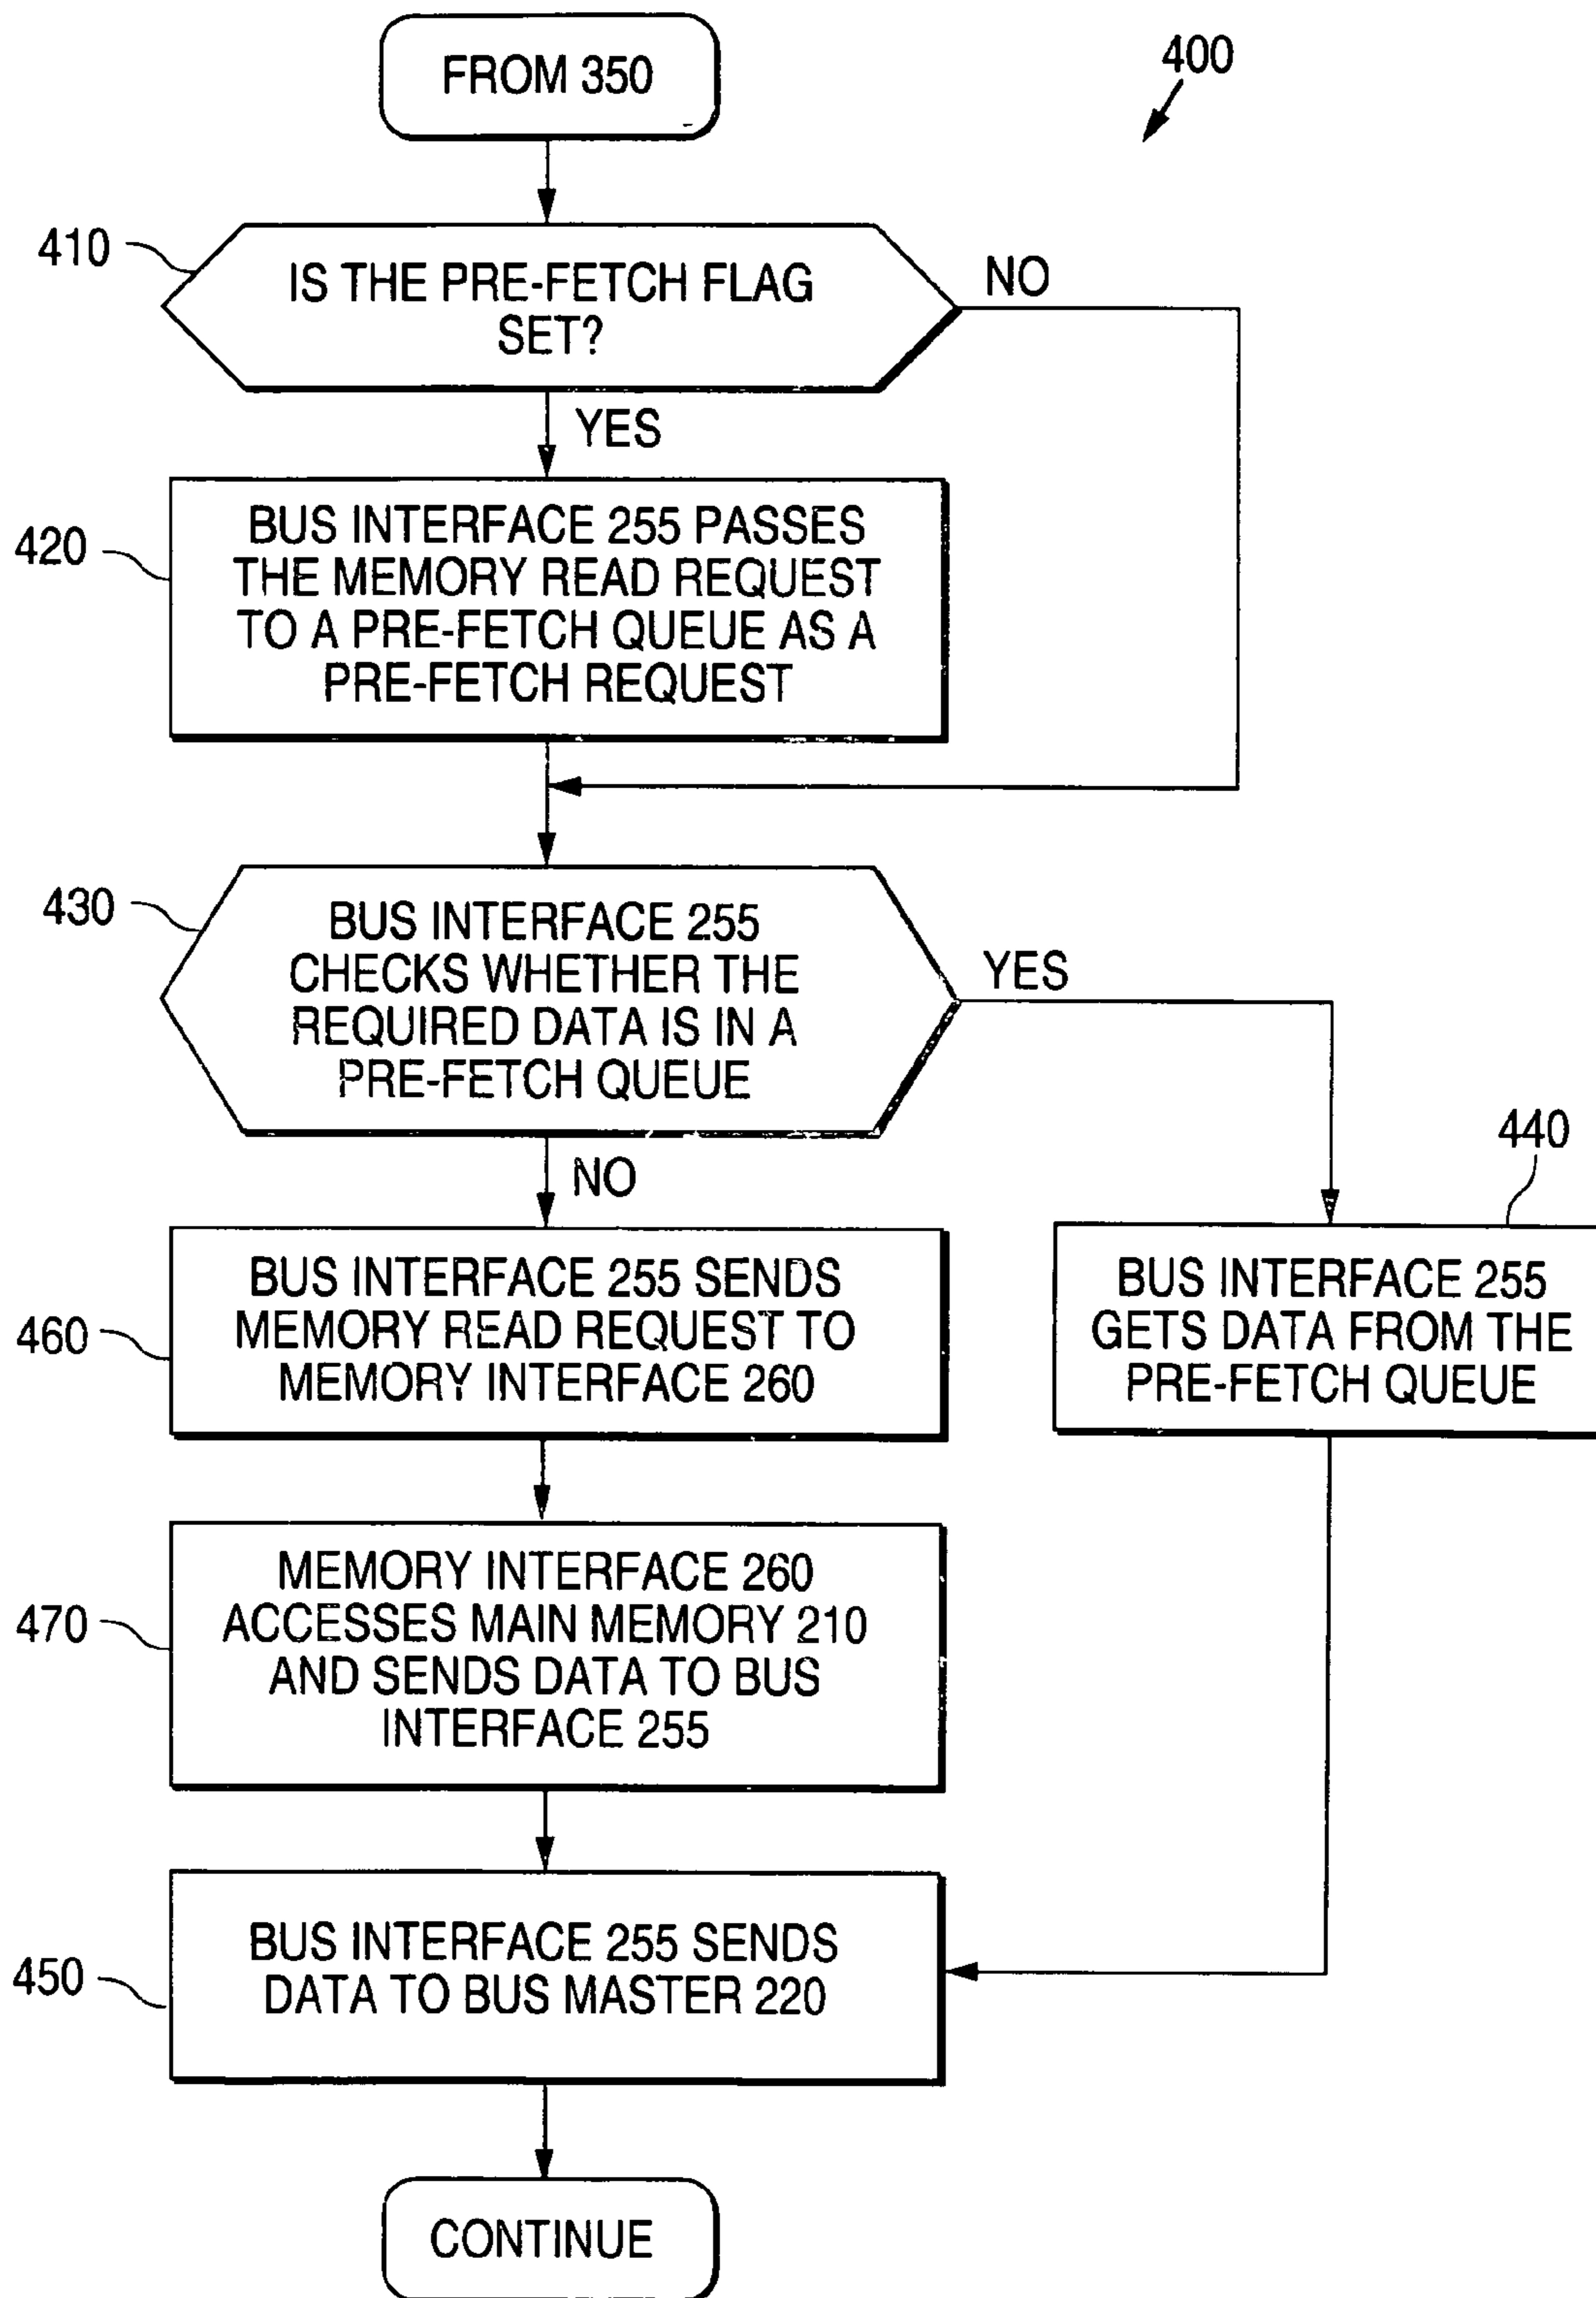 FROM 350
400
410
IS THE PRE-FETCH FLAG
SET?
NO
YES
420
BUS INTERFACE 255 PASSES
THE MEMORY READ REQUEST
TO A PRE-FETCH QUEUE AS A
PRE-FETCH REQUEST
430
BUS INTERFACE 255
CHECKS WHETHER THE
REQUIRED DATA IS IN A
PRE-FETCH QUEUE
YES
NO
440
BUS INTERFACE 255
GETS DATA FROM THE
PRE-FETCH QUEUE
460
BUS INTERFACE 255 SENDS
MEMORY READ REQUEST TO
MEMORY INTERFACE 260
470
MEMORY INTERFACE 260
ACCESSES MAIN MEMORY 210
AND SENDS DATA TO BUS
INTERFACE 255
450
BUS INTERFACE 255 SENDS
DATA TO BUS MASTER 220
CONTINUE